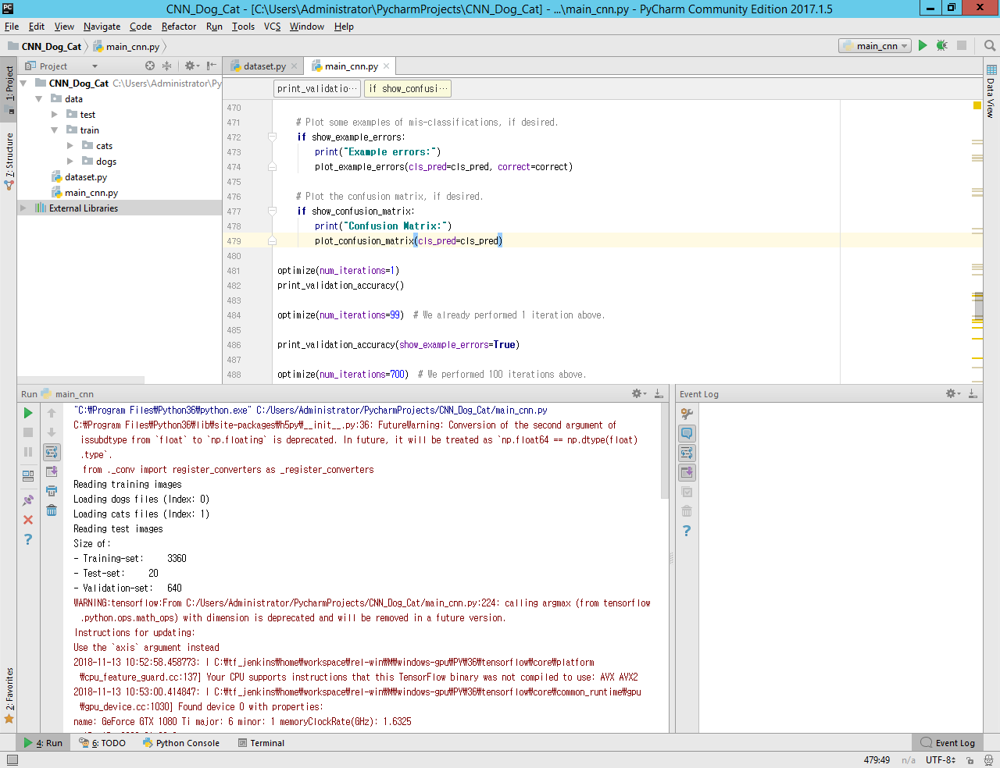 CNN_Dog_Cat - [C:\Users\Administrator\PycharmProjects\CNN_Dog_Cat] - ...\main_cnn.py - PyCharm Community Edition 2017.1.5
File Edit View Navigate Code Refactor Run Tools VCS Window Help
CNN_Dog_Cat main_cnn.py
main_cnn
1: Project
7: Structure
2: Favorites
Data View
Project
CNN_Dog_Cat C:\Users\Administrator\Py
data
test
train
cats
dogs
dataset.py
main_cnn.py
External Libraries
dataset.py main_cnn.py
print_validatio... if show_confusi...
470
471 # Plot some examples of mis-classifications, if desired.
472 if show_example_errors:
473 print("Example errors:")
474 plot_example_errors(cls_pred=cls_pred, correct=correct)
475
476 # Plot the confusion matrix, if desired.
477 if show_confusion_matrix:
478 print("Confusion Matrix:")
479 plot_confusion_matrix(cls_pred=cls_pred)
480
481 optimize(num_iterations=1)
482 print_validation_accuracy()
483
484 optimize(num_iterations=99) # We already performed 1 iteration above.
485
486 print_validation_accuracy(show_example_errors=True)
487
488 optimize(num_iterations=700) # We performed 100 iterations above.
Run main_cnn
"C:₩Program Files₩Python36₩python.exe" C:/Users/Administrator/PycharmProjects/CNN_Dog_Cat/main_cnn.py
C:₩Program Files₩Python36₩lib₩site-packages₩h5py₩__init__.py:36: FutureWarning: Conversion of the second argument of
issubdtype from `float` to `np.floating` is deprecated. In future, it will be treated as `np.float64 == np.dtype(float)
.type`.
from ._conv import register_converters as _register_converters
Reading training images
Loading dogs files (Index: 0)
Loading cats files (Index: 1)
Reading test images
Size of:
- Training-set: 3360
- Test-set: 20
- Validation-set: 640
WARNING:tensorflow:From C:/Users/Administrator/PycharmProjects/CNN_Dog_Cat/main_cnn.py:224: calling argmax (from tensorflow
.python.ops.math_ops) with dimension is deprecated and will be removed in a future version.
Instructions for updating:
Use the `axis` argument instead
2018-11-13 10:52:58.458773: I C:₩tf_jenkins₩home₩workspace₩rel-win₩M₩windows-gpu₩PY₩36₩tensorflow₩core₩platform
₩cpu_feature_guard.cc:137] Your CPU supports instructions that this TensorFlow binary was not compiled to use: AVX AVX2
2018-11-13 10:53:00.414847: I C:₩tf_jenkins₩home₩workspace₩rel-win₩M₩windows-gpu₩PY₩36₩tensorflow₩core₩common_runtime₩gpu
₩gpu_device.cc:1030] Found device 0 with properties:
name: GeForce GTX 1080 Ti major: 6 minor: 1 memoryClockRate(GHz): 1.6325
Event Log
4: Run 6: TODO Python Console Terminal Event Log
479:49 n/a UTF-8